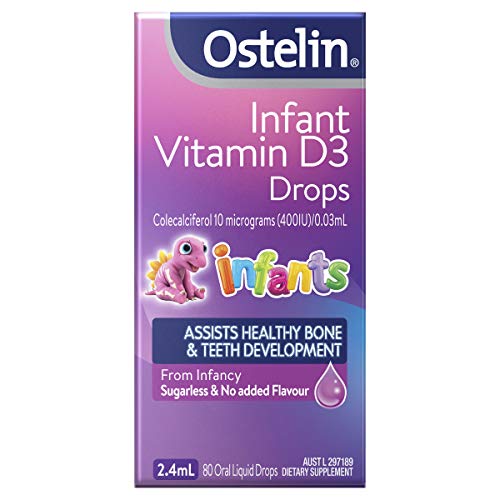 Ostelin®
Infant
Vitamin D3
Drops
Colecalciferol 10 micrograms (400IU)/0.03mL
infants
ASSISTS HEALTHY BONE
& TEETH DEVELOPMENT
From Infancy
Sugarless & No added Flavour
2.4mL
80 Oral Liquid Drops
AUST L 297189
DIETARY SUPPLEMENT